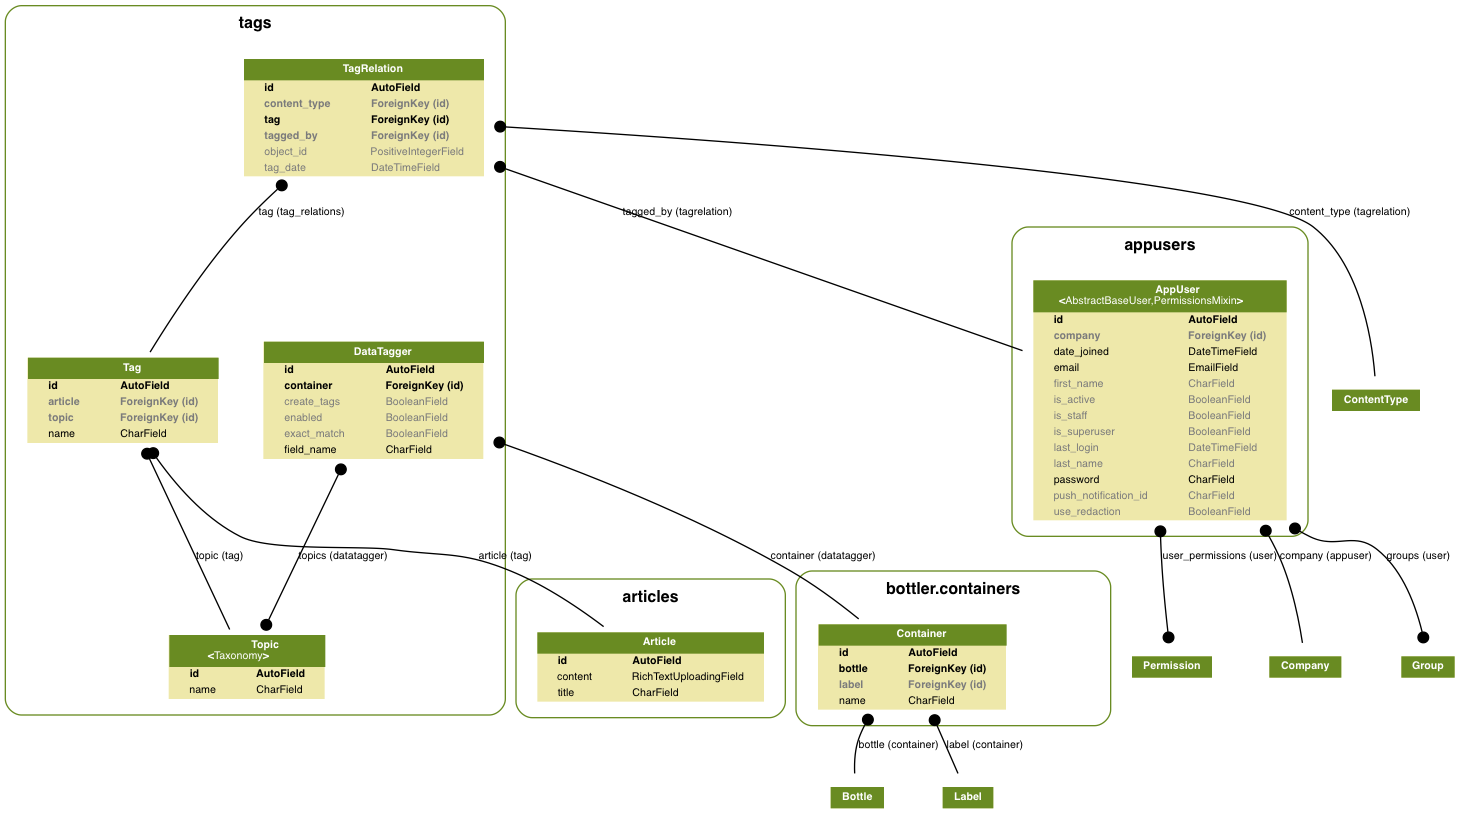 tags
TagRelation
id AutoField
content_type ForeignKey (id)
tag ForeignKey (id)
tagged_by ForeignKey (id)
object_id PositiveIntegerField
tag_date DateTimeField
tag (tag_relations)
tagged_by (tagrelation)
content_type (tagrelation)
appusers
AppUser
<AbstractBaseUser,PermissionsMixin>
id AutoField
company ForeignKey (id)
date_joined DateTimeField
email EmailField
first_name CharField
is_active BooleanField
is_staff BooleanField
is_superuser BooleanField
last_login DateTimeField
last_name CharField
password CharField
push_notification_id CharField
use_redaction BooleanField
ContentType
Tag
id AutoField
article ForeignKey (id)
topic ForeignKey (id)
name CharField
DataTagger
id AutoField
container ForeignKey (id)
create_tags BooleanField
enabled BooleanField
exact_match BooleanField
field_name CharField
topic (tag)
topics (datatagger)
article (tag)
container (datatagger)
user_permissions (user)
company (appuser)
groups (user)
Topic
<Taxonomy>
id AutoField
name CharField
articles
Article
id AutoField
content RichTextUploadingField
title CharField
bottler.containers
Container
id AutoField
bottle ForeignKey (id)
label ForeignKey (id)
name CharField
Permission
Company
Group
bottle (container)
label (container)
Bottle
Label